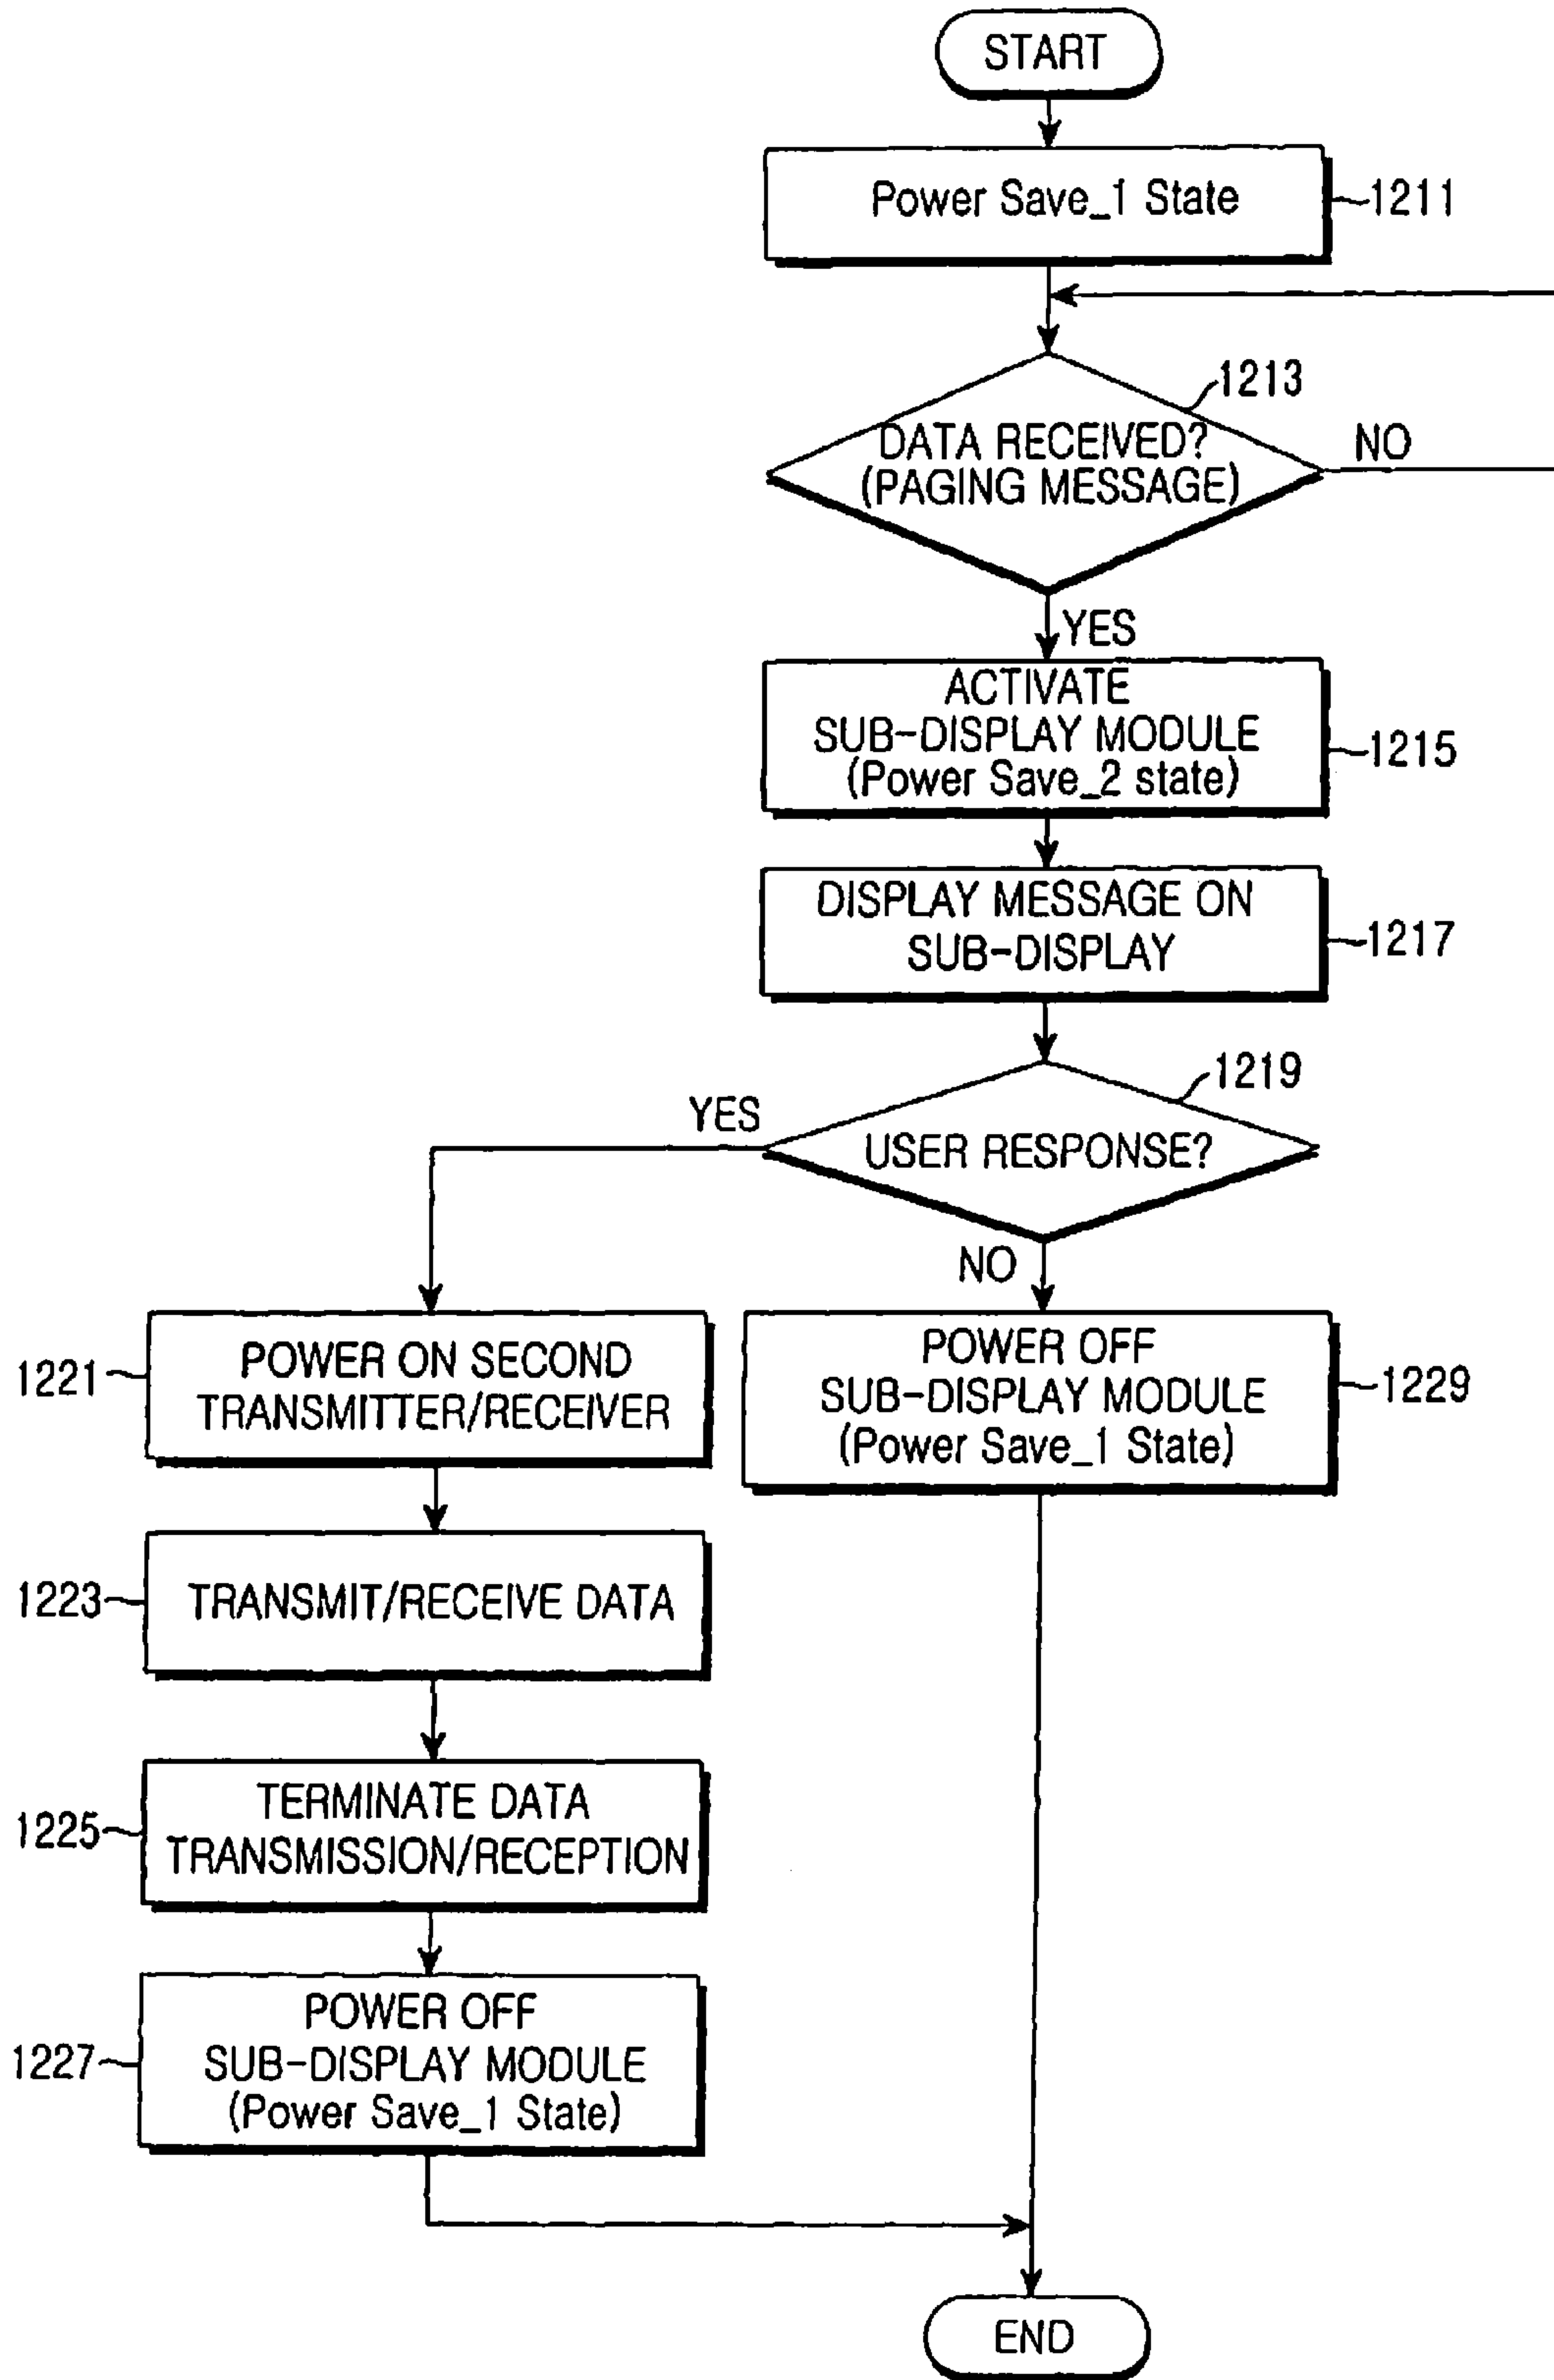 START
Power Save_1 State
1211
1213
DATA RECEIVED?
(PAGING MESSAGE)
NO
YES
ACTIVATE
SUB-DISPLAY MODULE
(Power Save_2 state)
1215
DISPLAY MESSAGE ON
SUB-DISPLAY
1217
1219
YES
USER RESPONSE?
NO
1221
POWER ON SECOND
TRANSMITTER/RECEIVER
POWER OFF
SUB-DISPLAY MODULE
(Power Save_1 State)
1229
1223
TRANSMIT/RECEIVE DATA
1225
TERMINATE DATA
TRANSMISSION/RECEPTION
1227
POWER OFF
SUB-DISPLAY MODULE
(Power Save_1 State)
END